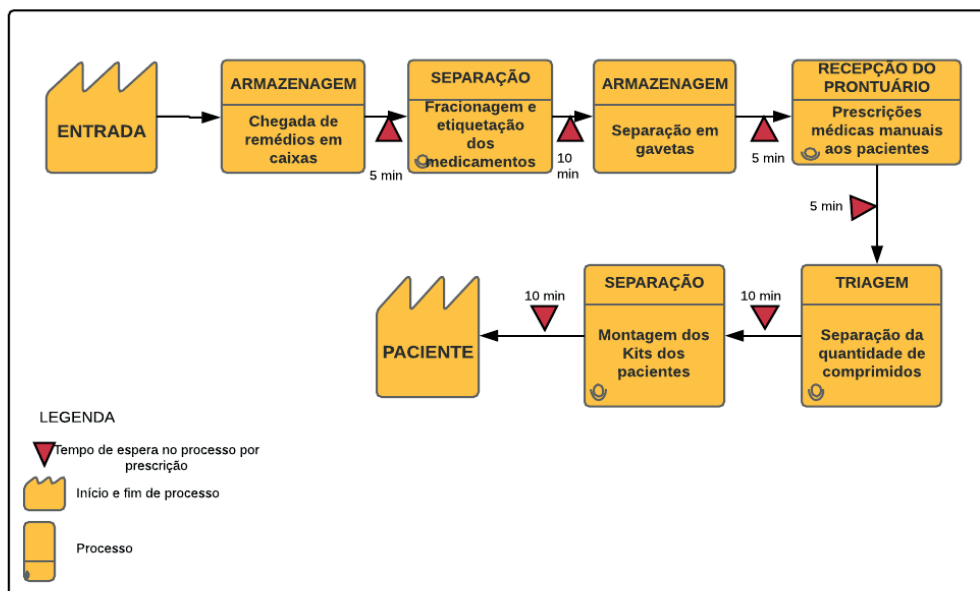 ENTRADA
ARMAZENAGEM
Chegada de
remédios em
caixas
5 min
SEPARAÇÃO
Fracionagem e
etiquetação
dos
medicamentos
10
min
ARMAZENAGEM
Separação em
gavetas
5 min
RECEPÇÃO DO
PRONTUÁRIO
Prescrições
médicas manuais
aos pacientes
5 min
TRIAGEM
Separação da
quantidade de
comprimidos
10 min
SEPARAÇÃO
Montagem dos
Kits dos
pacientes
10 min
PACIENTE
LEGENDA
Tempo de espera no processo por
prescrição
Início e fim de processo
Processo